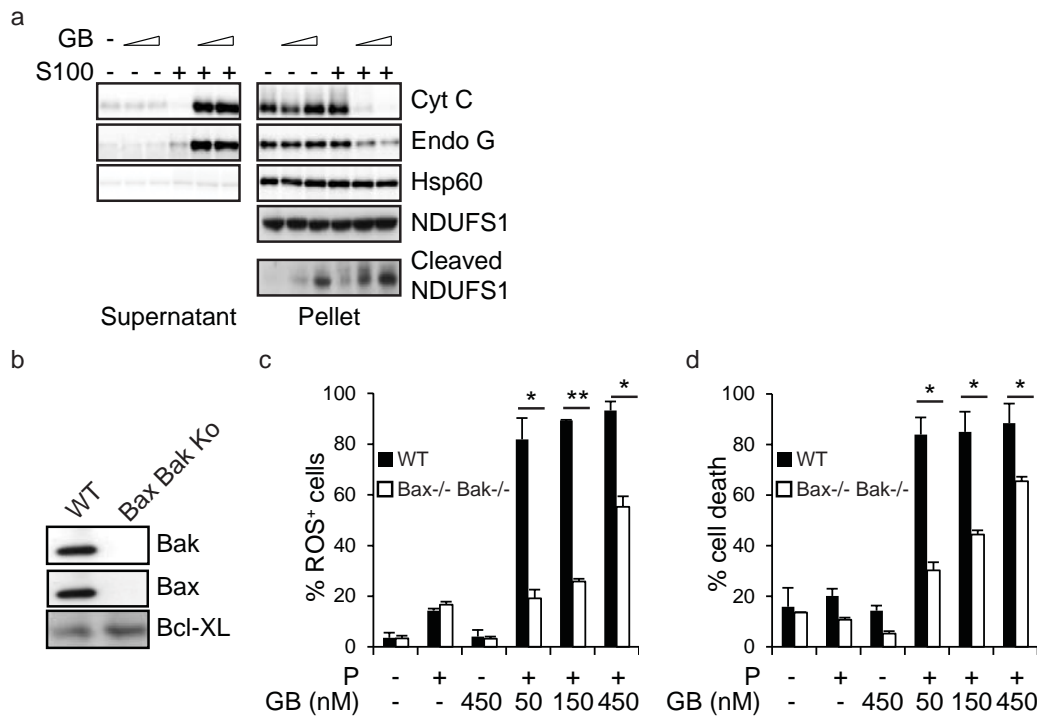 a
GB -
S100 - - - + + + - - - + + +
Cyt C
Endo G
Hsp60
NDUFS1
Cleaved
NDUFS1
Supernatant Pellet
b
WT
Bax Bak Ko
Bak
Bax
Bcl-XL
c
% ROS+ cells
100
80
60
40
20
0
* ** *
WT
Bax-/- Bak-/-
P - + - + + +
GB (nM) - - 450 50 150 450
d
% cell death
100
80
60
40
20
0
* * *
WT
Bax-/- Bak-/-
- + - + + +
- - 450 50 150 450